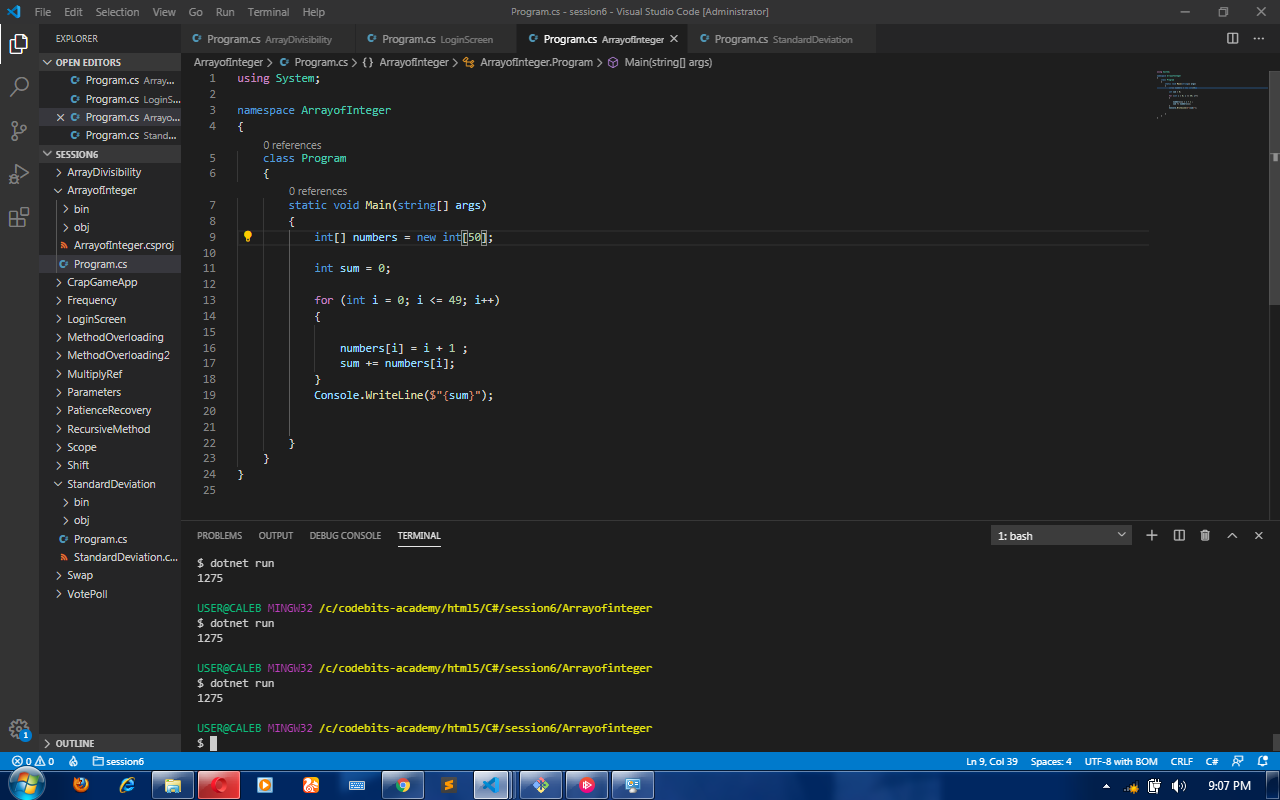 File Edit Selection View Go Run Terminal Help
Program.cs - session6 - Visual Studio Code [Administrator]
EXPLORER
OPEN EDITORS
Program.cs Array...
Program.cs LoginS...
Program.cs Arrayo...
Program.cs Stand...
SESSION6
ArrayDivisibility
ArrayofInteger
bin
obj
ArrayofInteger.csproj
Program.cs
CrapGameApp
Frequency
LoginScreen
MethodOverloading
MethodOverloading2
MultiplyRef
Parameters
PatienceRecovery
RecursiveMethod
Scope
Shift
StandardDeviation
bin
obj
Program.cs
StandardDeviation.c...
Swap
VotePoll
OUTLINE
Program.cs ArrayDivisibility
Program.cs LoginScreen
Program.cs ArrayofInteger
Program.cs StandardDeviation
ArrayofInteger > Program.cs > {} ArrayofInteger > ArrayofInteger.Program > Main(string[] args)
1 using System;
2
3 namespace ArrayofInteger
4 {
0 references
5 class Program
6 {
0 references
7 static void Main(string[] args)
8 {
9 int[] numbers = new int[50];
10
11 int sum = 0;
12
13 for (int i = 0; i <= 49; i++)
14 {
15
16 numbers[i] = i + 1 ;
17 sum += numbers[i];
18 }
19 Console.WriteLine($"{sum}");
20
21
22 }
23 }
24 }
25
PROBLEMS OUTPUT DEBUG CONSOLE TERMINAL
1: bash
$ dotnet run
1275
USER@CALEB MINGW32 /c/codebits-academy/html5/C#/session6/Arrayofinteger
$ dotnet run
1275
USER@CALEB MINGW32 /c/codebits-academy/html5/C#/session6/Arrayofinteger
$ dotnet run
1275
USER@CALEB MINGW32 /c/codebits-academy/html5/C#/session6/Arrayofinteger
$
1
0 0 session6
Ln 9, Col 39 Spaces: 4 UTF-8 with BOM CRLF C#
9:07 PM